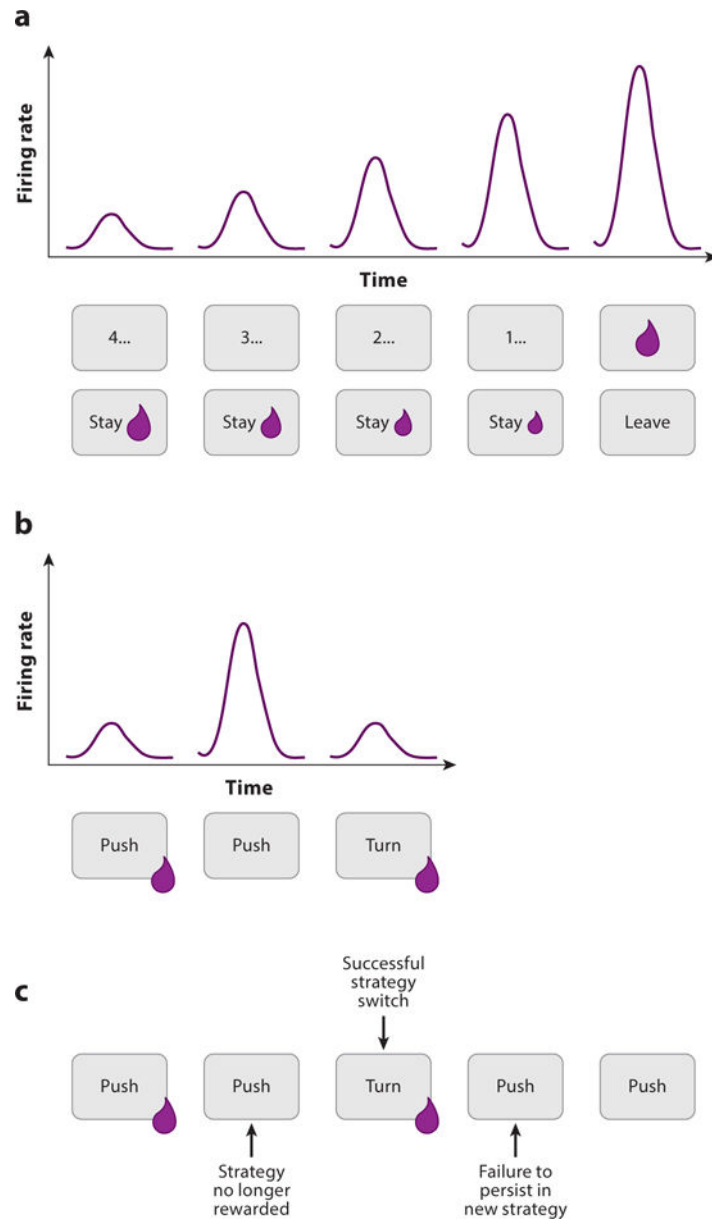 a
Firing rate
Time
4...
3...
2...
1...
Stay
Stay
Stay
Stay
Leave
b
Firing rate
Time
Push
Push
Turn
Successful
strategy
switch
c
Push
Push
Turn
Push
Push
Strategy
no longer
rewarded
Failure to
persist in
new strategy